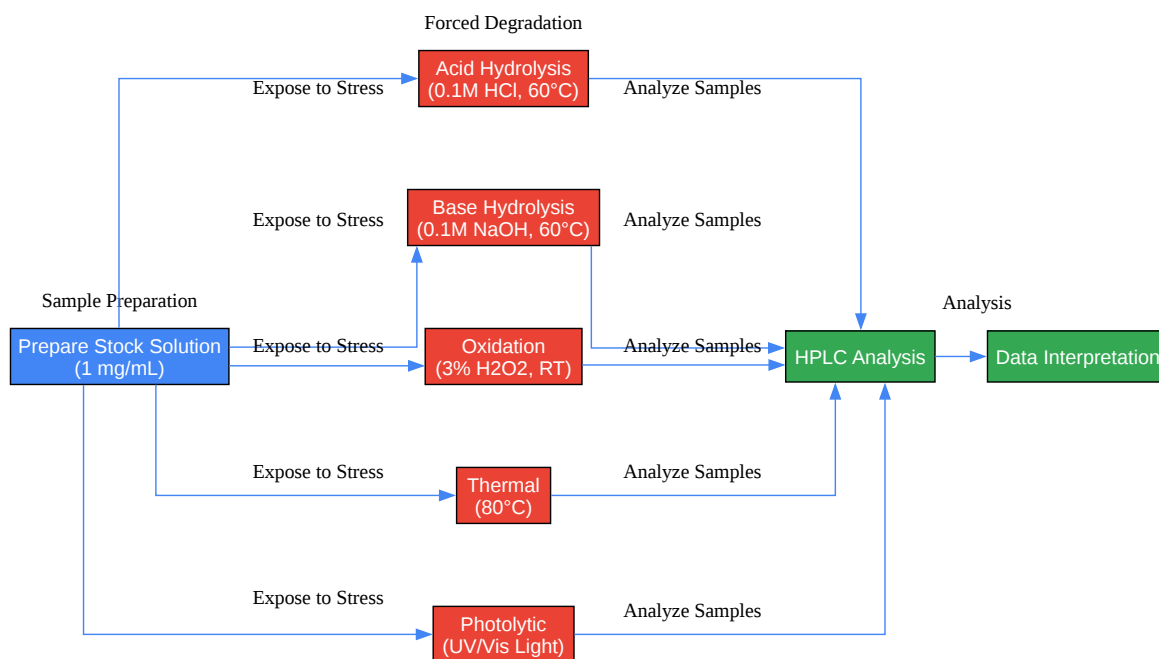 Forced Degradation
Acid Hydrolysis
(0.1M HCl, 60°C)
Expose to Stress
Analyze Samples
Base Hydrolysis
(0.1M NaOH, 60°C)
Expose to Stress
Analyze Samples
Sample Preparation
Analysis
Prepare Stock Solution
(1 mg/mL)
Expose to Stress
Oxidation
(3% H2O2, RT)
Analyze Samples
HPLC Analysis
Data Interpretation
Expose to Stress
Thermal
(80°C)
Analyze Samples
Expose to Stress
Photolytic
(UV/Vis Light)
Analyze Samples